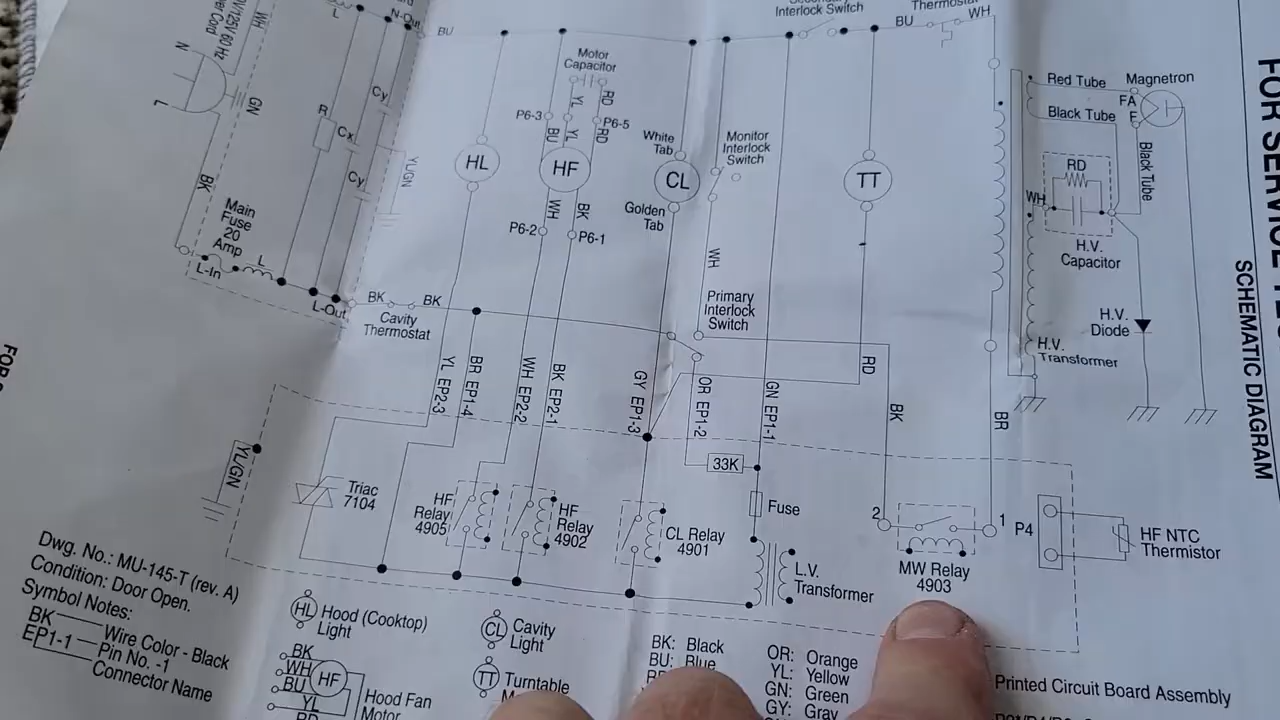 Interlock Switch
BU
WH
L
N-Out
BU
WH
N
L
GN
Motor
Capacitor
P6-3
YL
RD
P6-5
BU
YL
RD
Cy
R
Cx
Cy
YL/GN
HL
HF
White
Tab
CL
Golden
Tab
Monitor
Interlock
Switch
TT
Red Tube
Magnetron
FA
Black Tube
F
Black Tube
RD
WH
H.V.
Capacitor
BK
Main
Fuse
20
Amp
L
L-In
L-Out
WH
BK
P6-2
P6-1
WH
BK
BK
Cavity
Thermostat
Primary
Interlock
Switch
H.V.
Diode
H.V.
Transformer
YL EP2-3
BR EP1-4
WH EP2-2
BK EP2-1
GY EP1-3
OR EP1-2
GN EP1-1
RD
BK
BR
SCHEMATIC DIAGRAM
YL/GN
Triac
7104
HF
Relay
4905
HF
Relay
4902
CL Relay
4901
33K
Fuse
L.V.
Transformer
2
1
MW Relay
4903
P4
HF NTC
Thermistor
Dwg. No.: MU-145-T (rev. A)
Condition: Door Open.
Symbol Notes:
BK
Wire Color - Black
EP1-1
Pin No. -1
Connector Name
HL
Hood (Cooktop)
Light
BK
WH
BU
YL
HF
Hood Fan
Motor
CL
Cavity
Light
TT
Turntable
BK: Black
BU: Blue
OR: Orange
YL: Yellow
GN: Green
GY: Gray
Printed Circuit Board Assembly